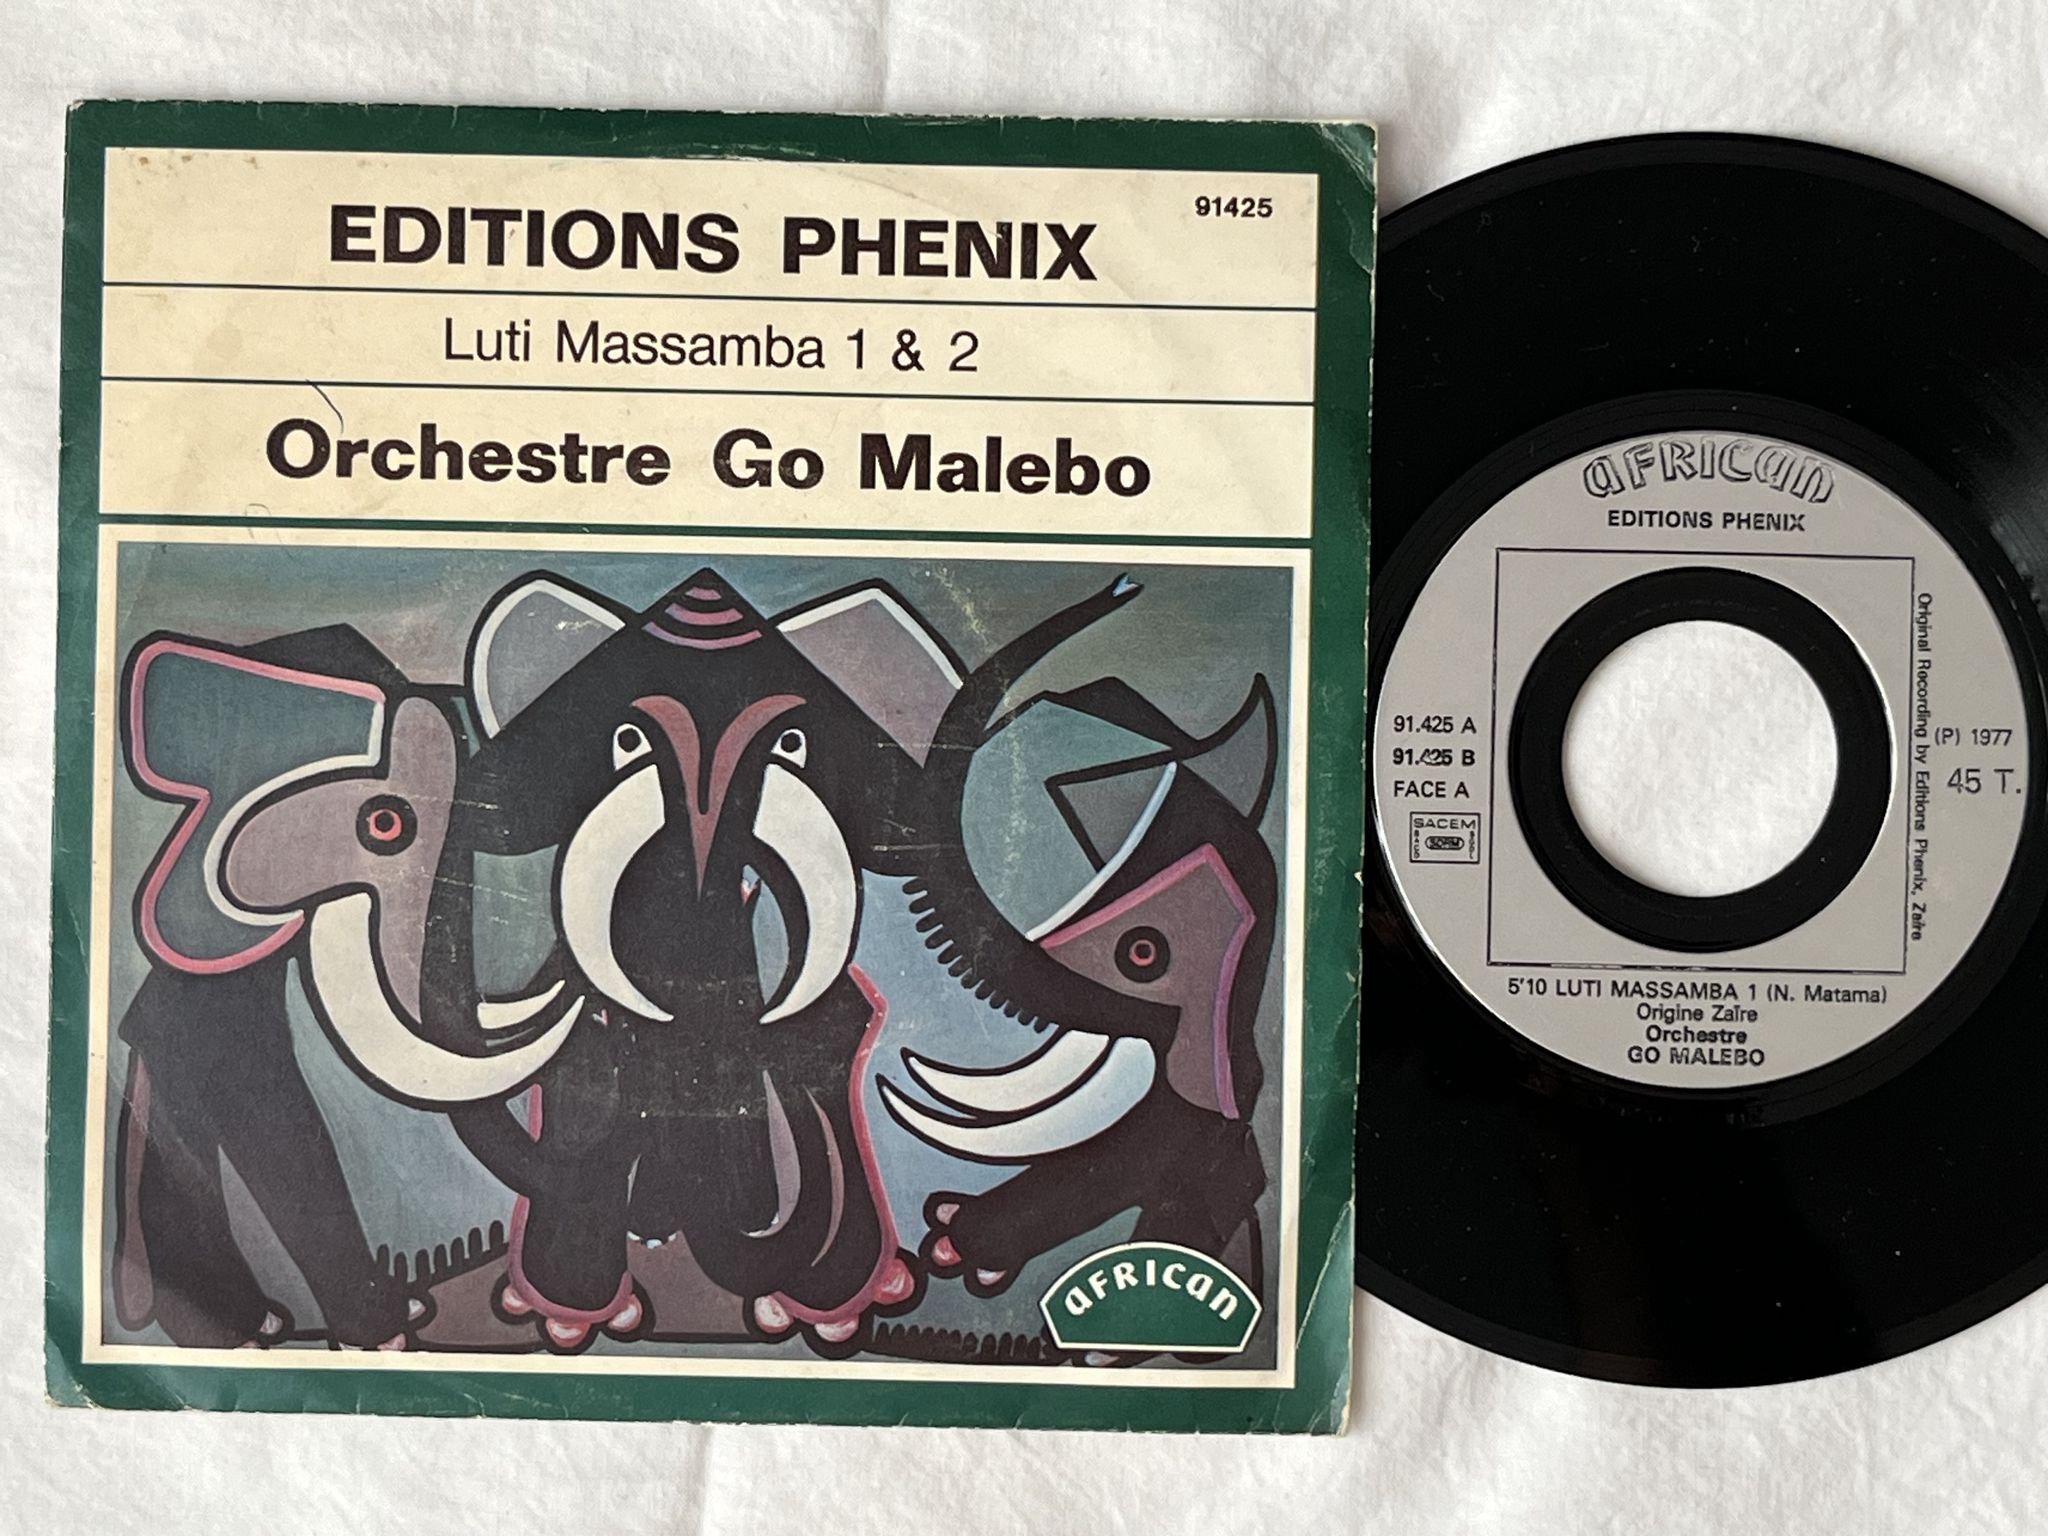 EDITIONS PHENIX
91425
Luti Massamba 1 & 2
Orchestre Go Malebo
aFRICan
aFRICan
EDITIONS PHENIX
91.425 A
91.425 B
FACE A
SACEM
SDRM
Original Recording by Editions Phenix, Zaïre
(P) 1977
45 T.
5'10 LUTI MASSAMBA 1 (N. Matama)
Origine Zaïre
Orchestre
GO MALEBO